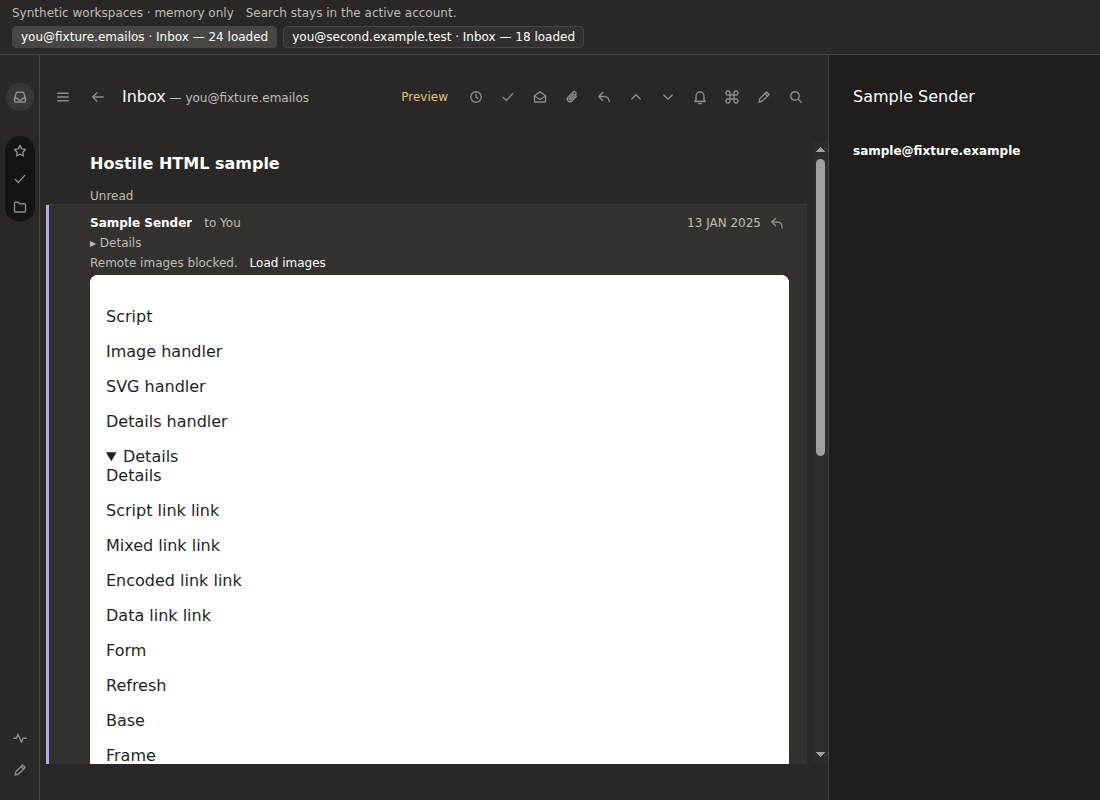 Synthetic workspaces · memory only Search stays in the active account.
you@fixture.emailos · Inbox — 24 loaded you@second.example.test · Inbox — 18 loaded
Inbox — you@fixture.emailos Preview
Sample Sender
sample@fixture.example
Hostile HTML sample
Unread
Sample Sender to You 13 JAN 2025
▸ Details
Remote images blocked. Load images
Script
Image handler
SVG handler
Details handler
▼ Details
Details
Script link link
Mixed link link
Encoded link link
Data link link
Form
Refresh
Base
Frame